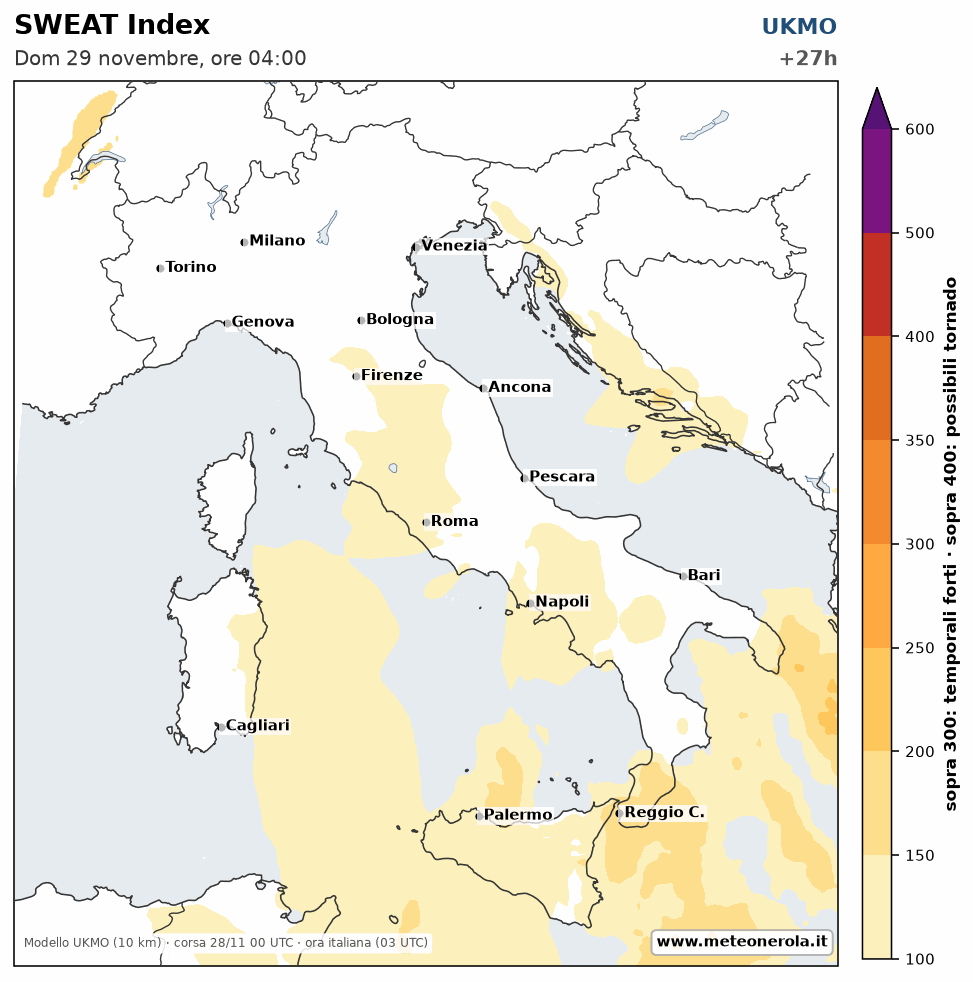 SWEAT Index
UKMO
Dom 29 novembre, ore 04:00
+27h
600
500
400
350
300
250
200
150
100
sopra 300: temporali forti · sopra 400: possibili tornado
Milano
Venezia
Torino
Genova
Bologna
Firenze
Ancona
Pescara
Roma
Bari
Napoli
Cagliari
Palermo
Reggio C.
Modello UKMO (10 km) · corsa 28/11 00 UTC · ora italiana (03 UTC)
www.meteonerola.it